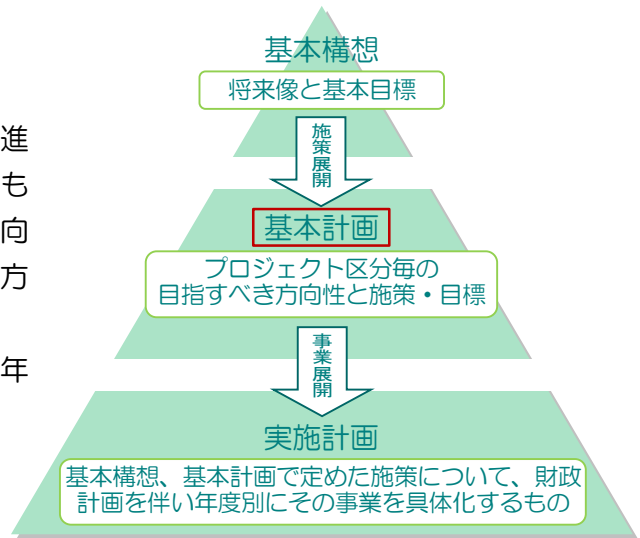 進
も
向
方
年
基本構想
将来像と基本目標
施策展開
基本計画
プロジェクト区分毎の
目指すべき方向性と施策・目標
事業展開
実施計画
基本構想、基本計画で定めた施策について、財政
計画を伴い年度別にその事業を具体化するもの